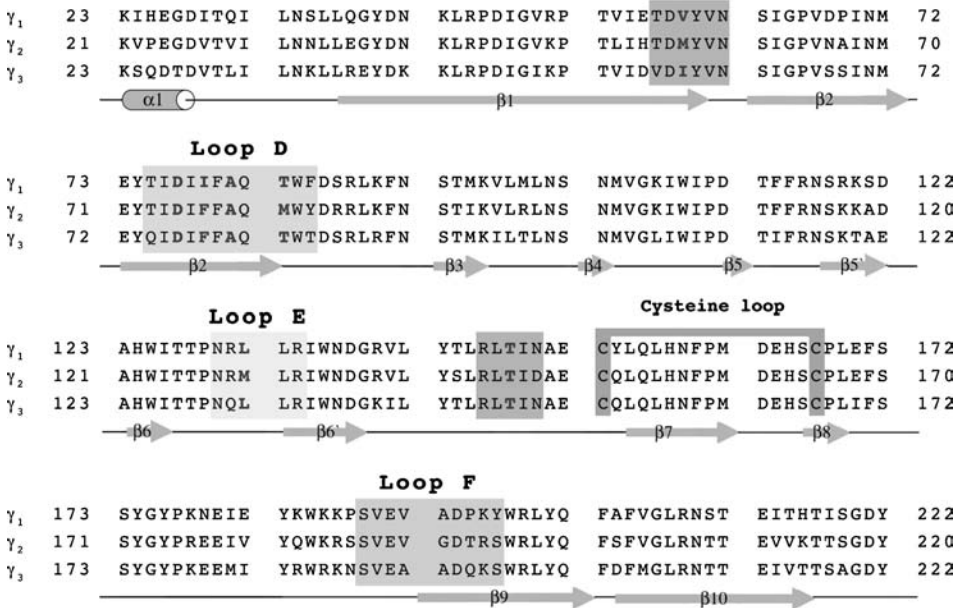 γ1 23 KIHEGDITQI LNSLLQGYDN KLRPDIGVRP TVIETDVYVN SIGPVDPINM 72
γ2 21 KVPEGDVTVI LNNLLEGYDN KLRPDIGVKP TLIHTDMYVN SIGPVNAINM 70
γ3 23 KSQDTDVTLI LNKLLREYDK KLRPDIGIKP TVIDVDIYVN SIGPVSSINM 72
α1 β1 β2
Loop D
γ1 73 EYTIDIIFAQ TWFDSRLKFN STMKVLMLNS NMVGKIWIPD TFFRNSRKSD 122
γ2 71 EYTIDIFFAQ MWYDRRLKFN STIKVLRLNS NMVGKIWIPD TFFRNSKKAD 120
γ3 72 EYQIDIFFAQ TWTDSRLRFN STMKILTLNS NMVGLIWIPD TIFRNSKTAE 122
β2 β3 β4 β5 β5`
Loop E Cysteine loop
γ1 123 AHWITTPNRL LRIWNDGRVL YTLRLTINAE CYLQLHNFPM DEHSCPLEFS 172
γ2 121 AHWITTPNRM LRIWNDGRVL YSLRLTIDAE CQLQLHNFPM DEHSCPLEFS 170
γ3 123 AHWITTPNQL LRIWNDGKIL YTLRLTINAE CQLQLHNFPM DEHSCPLIFS 172
β6 β6` β7 β8
Loop F
γ1 173 SYGYPKNEIE YKWKKPSVEV ADPKYWRLYQ FAFVGLRNST EITHTISGDY 222
γ2 171 SYGYPREEIV YQWKRSSVEV GDTRSWRLYQ FSFVGLRNTT EVVKTTSGDY 220
γ3 173 SYGYPKEEMI YRWRKNSVEA ADQKSWRLYQ FDFMGLRNTT EIVTTSAGDY 222
β9 β10